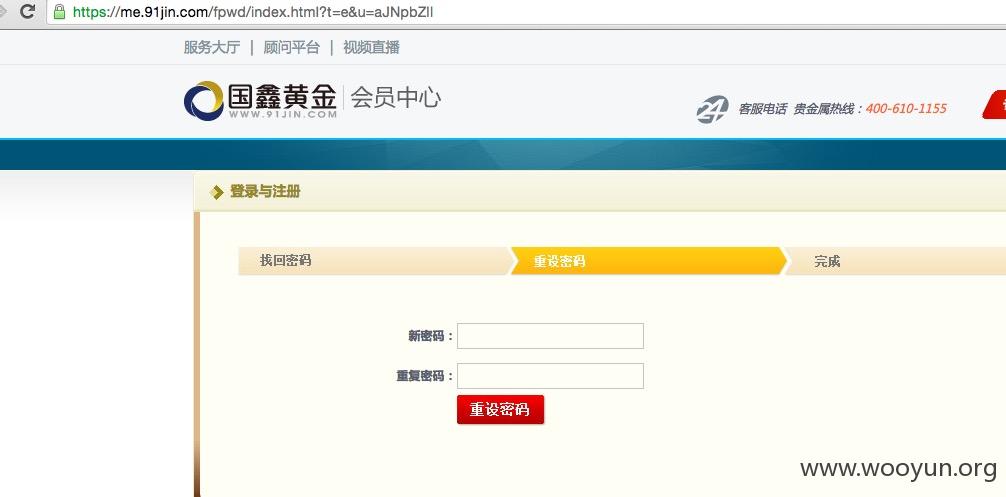 https://me.91jin.com/fpwd/index.html?t=e&u=aJNpbZlI
服务大厅 | 顾问平台 | 视频直播
国鑫黄金 会员中心
WWW.91JIN.COM
24 客服电话 贵金属热线：400-610-1155
登录与注册
找回密码 重设密码 完成
新密码：
重复密码：
重设密码
www.wooyun.org